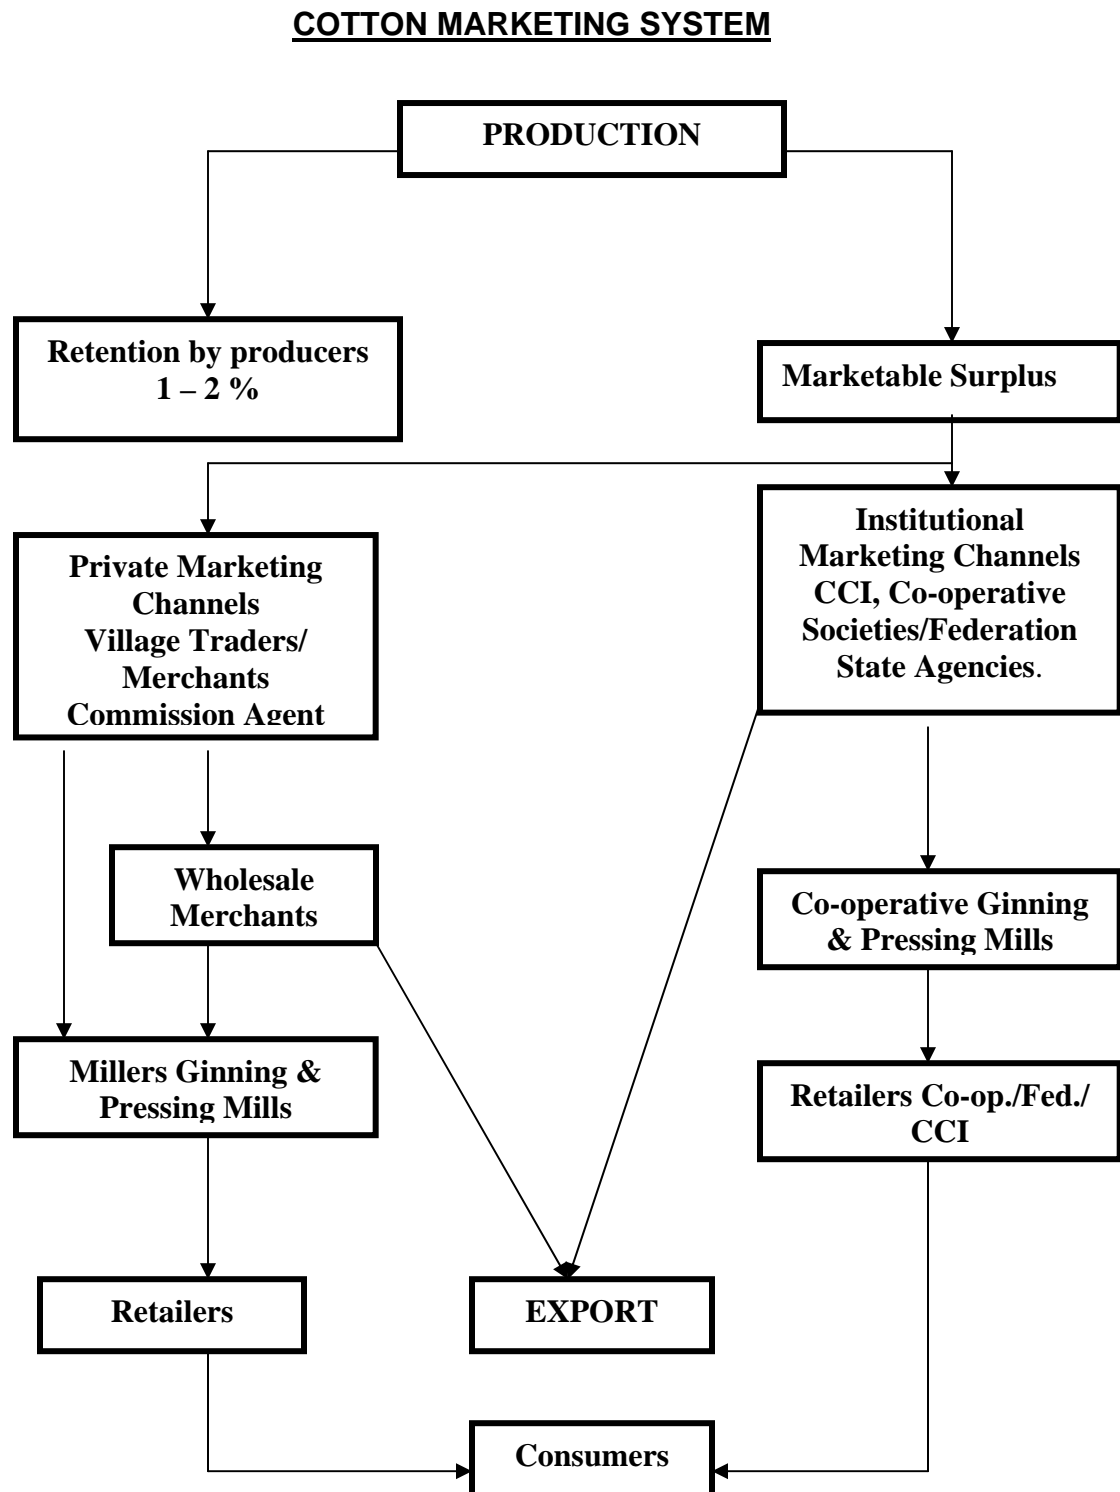 COTTON MARKETING SYSTEM
PRODUCTION
Retention by producers
1 – 2 %
Marketable Surplus
Private Marketing
Channels
Village Traders/
Merchants
Commission Agent
Institutional
Marketing Channels
CCI, Co-operative
Societies/Federation
State Agencies.
Wholesale
Merchants
Co-operative Ginning
& Pressing Mills
Millers Ginning &
Pressing Mills
Retailers Co-op./Fed./
CCI
Retailers
EXPORT
Consumers